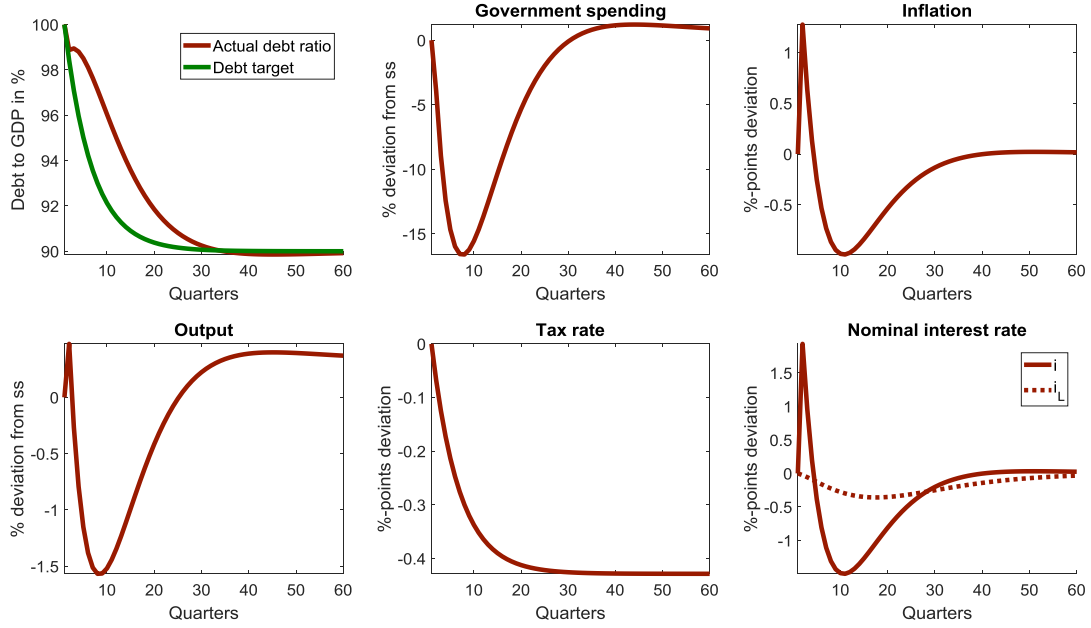 Debt to GDP in %
100
98
96
94
92
90
Actual debt ratio
Debt target
10 20 30 40 50 60
Quarters
Government spending
% deviation from ss
0
-5
-10
-15
10 20 30 40 50 60
Quarters
Inflation
%-points deviation
1
0.5
0
-0.5
10 20 30 40 50 60
Quarters
Output
% deviation from ss
0
-0.5
-1
-1.5
10 20 30 40 50 60
Quarters
Tax rate
%-points deviation
0
-0.1
-0.2
-0.3
-0.4
10 20 30 40 50 60
Quarters
Nominal interest rate
%-points deviation
1.5
1
0.5
0
-0.5
-1
i
i_L
10 20 30 40 50 60
Quarters